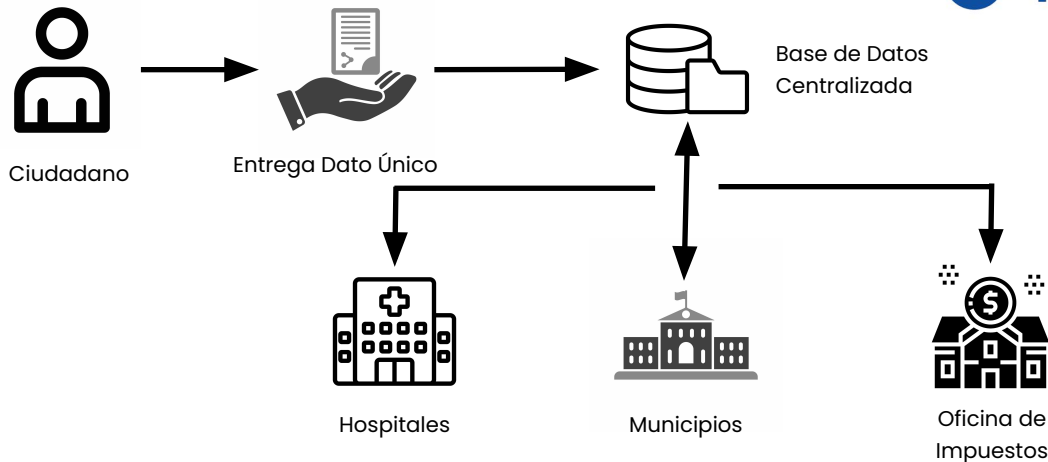 Base de Datos
Centralizada
Ciudadano
Entrega Dato Único
Hospitales
Municipios
Oficina de
Impuestos